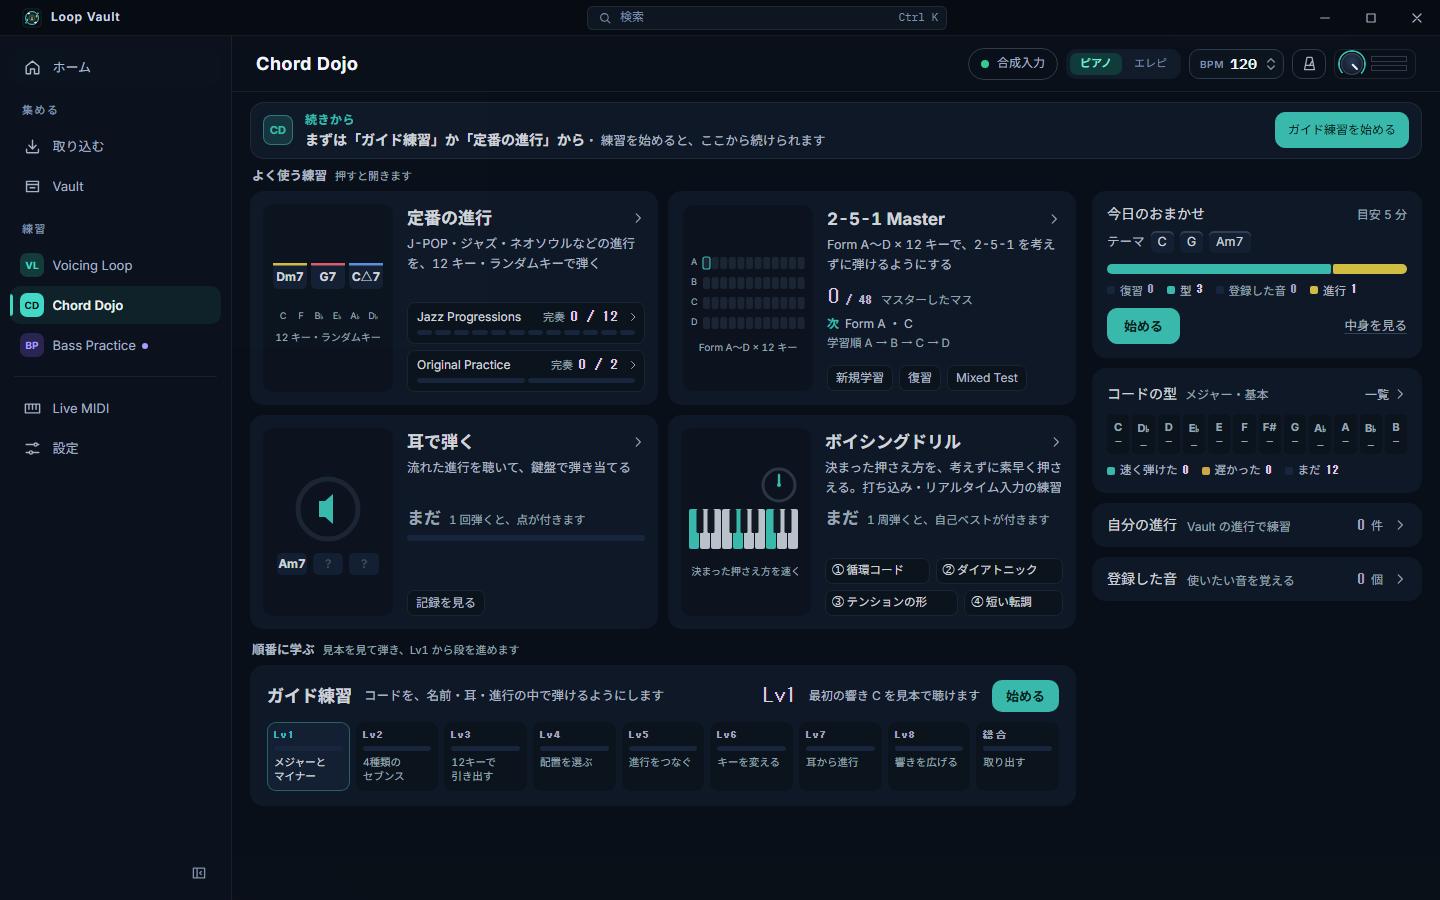 Loop Vault
検索
Ctrl K
ホーム
集める
取り込む
Vault
練習
VL Voicing Loop
CD Chord Dojo
BP Bass Practice
Live MIDI
設定
Chord Dojo
合成入力
ピアノ エレピ
BPM 120
CD
続きから
まずは「ガイド練習」か「定番の進行」から・ 練習を始めると、ここから続けられます
ガイド練習を始める
よく使う練習 押すと開きます
Dm7 G7 C△7
C F B♭ E♭ A♭ D♭
12 キー・ランダムキー
定番の進行
J-POP・ジャズ・ネオソウルなどの進行
を、12 キー・ランダムキーで弾く
Jazz Progressions 完奏 0 / 12
Original Practice 完奏 0 / 2
A
B
C
D
Form A〜D × 12 キー
2-5-1 Master
Form A〜D × 12 キーで、2-5-1 を考え
ずに弾けるようにする
0 / 48 マスターしたマス
次 Form A ・ C
学習順 A → B → C → D
新規学習 復習 Mixed Test
Am7 ? ?
耳で弾く
流れた進行を聴いて、鍵盤で弾き当てる
まだ 1 回弾くと、点が付きます
記録を見る
決まった押さえ方を速く
ボイシングドリル
決まった押さえ方を、考えずに素早く押さ
える。打ち込み・リアルタイム入力の練習
まだ 1 周弾くと、自己ベストが付きます
① 循環コード ② ダイアトニック
③ テンションの形 ④ 短い転調
今日のおまかせ 目安 5 分
テーマ C G Am7
復習 0 型 3 登録した音 0 進行 1
始める 中身を見る
コードの型 メジャー・基本 一覧
C D♭ D E♭ E F F# G A♭ A B♭ B
– – – – – – – – – – – –
速く弾けた 0 遅かった 0 まだ 12
自分の進行 Vault の進行で練習 0 件
登録した音 使いたい音を覚える 0 個
順番に学ぶ 見本を見て弾き、Lv1 から段を進めます
ガイド練習 コードを、名前・耳・進行の中で弾けるようにします
Lv1 最初の響き C を見本で聴けます 始める
Lv1
メジャーと
マイナー
Lv2
4種類の
セブンス
Lv3
12キーで
引き出す
Lv4
配置を選ぶ
Lv5
進行をつなぐ
Lv6
キーを変える
Lv7
耳から進行
Lv8
響きを広げる
総合
取り出す